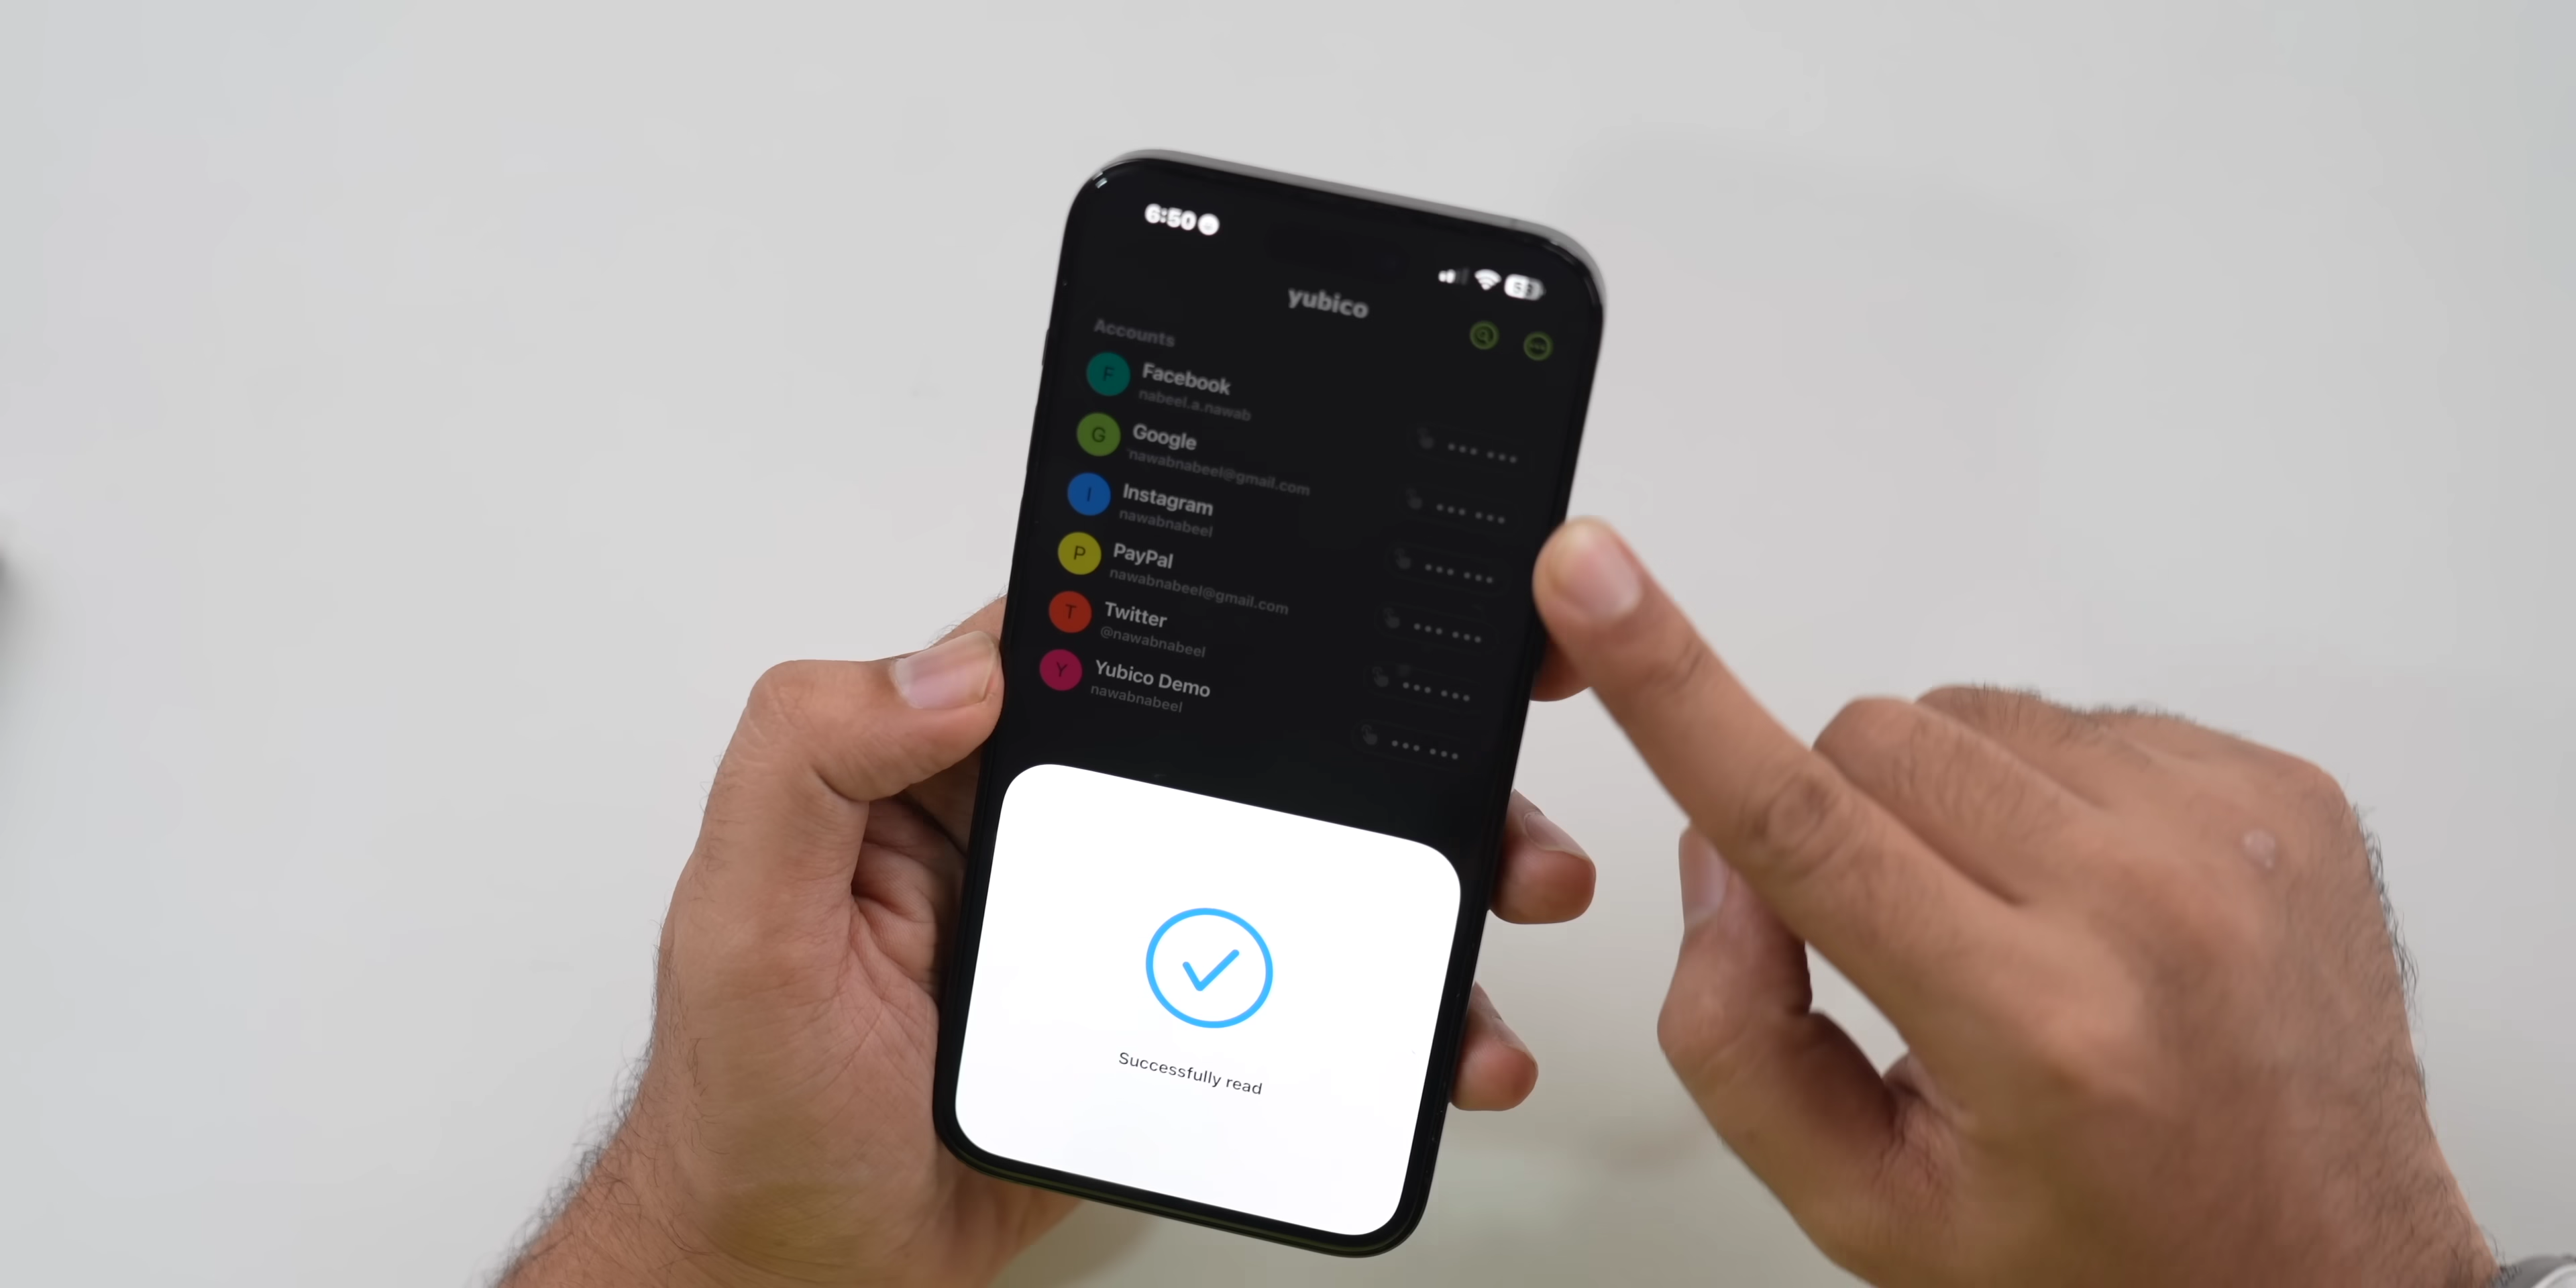 6:50
59
yubico
Accounts
F Facebook
nabeel.a.nawab
G Google
nawabnabeel@gmail.com
I Instagram
nawabnabeel
P PayPal
nawabnabeel@gmail.com
T Twitter
@nawabnabeel
Y Yubico Demo
nawabnabeel
Successfully read